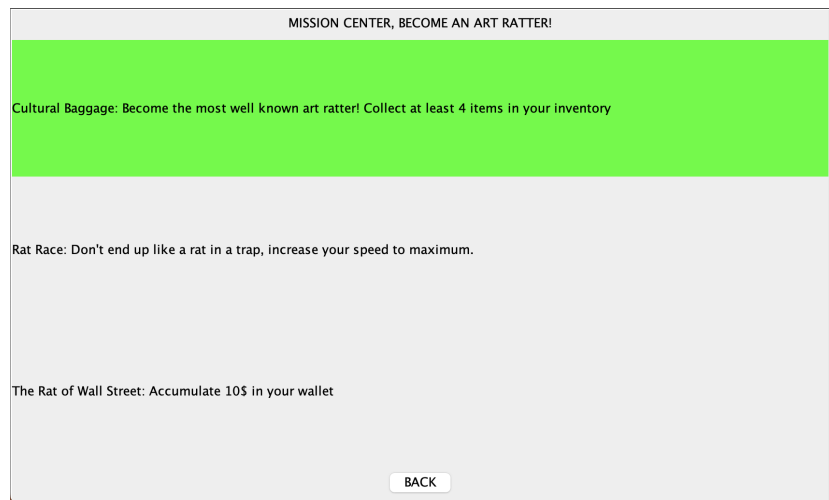 MISSION CENTER, BECOME AN ART RATTER!
Cultural Baggage: Become the most well known art ratter! Collect at least 4 items in your inventory
Rat Race: Don't end up like a rat in a trap, increase your speed to maximum.
The Rat of Wall Street: Accumulate 10$ in your wallet
BACK